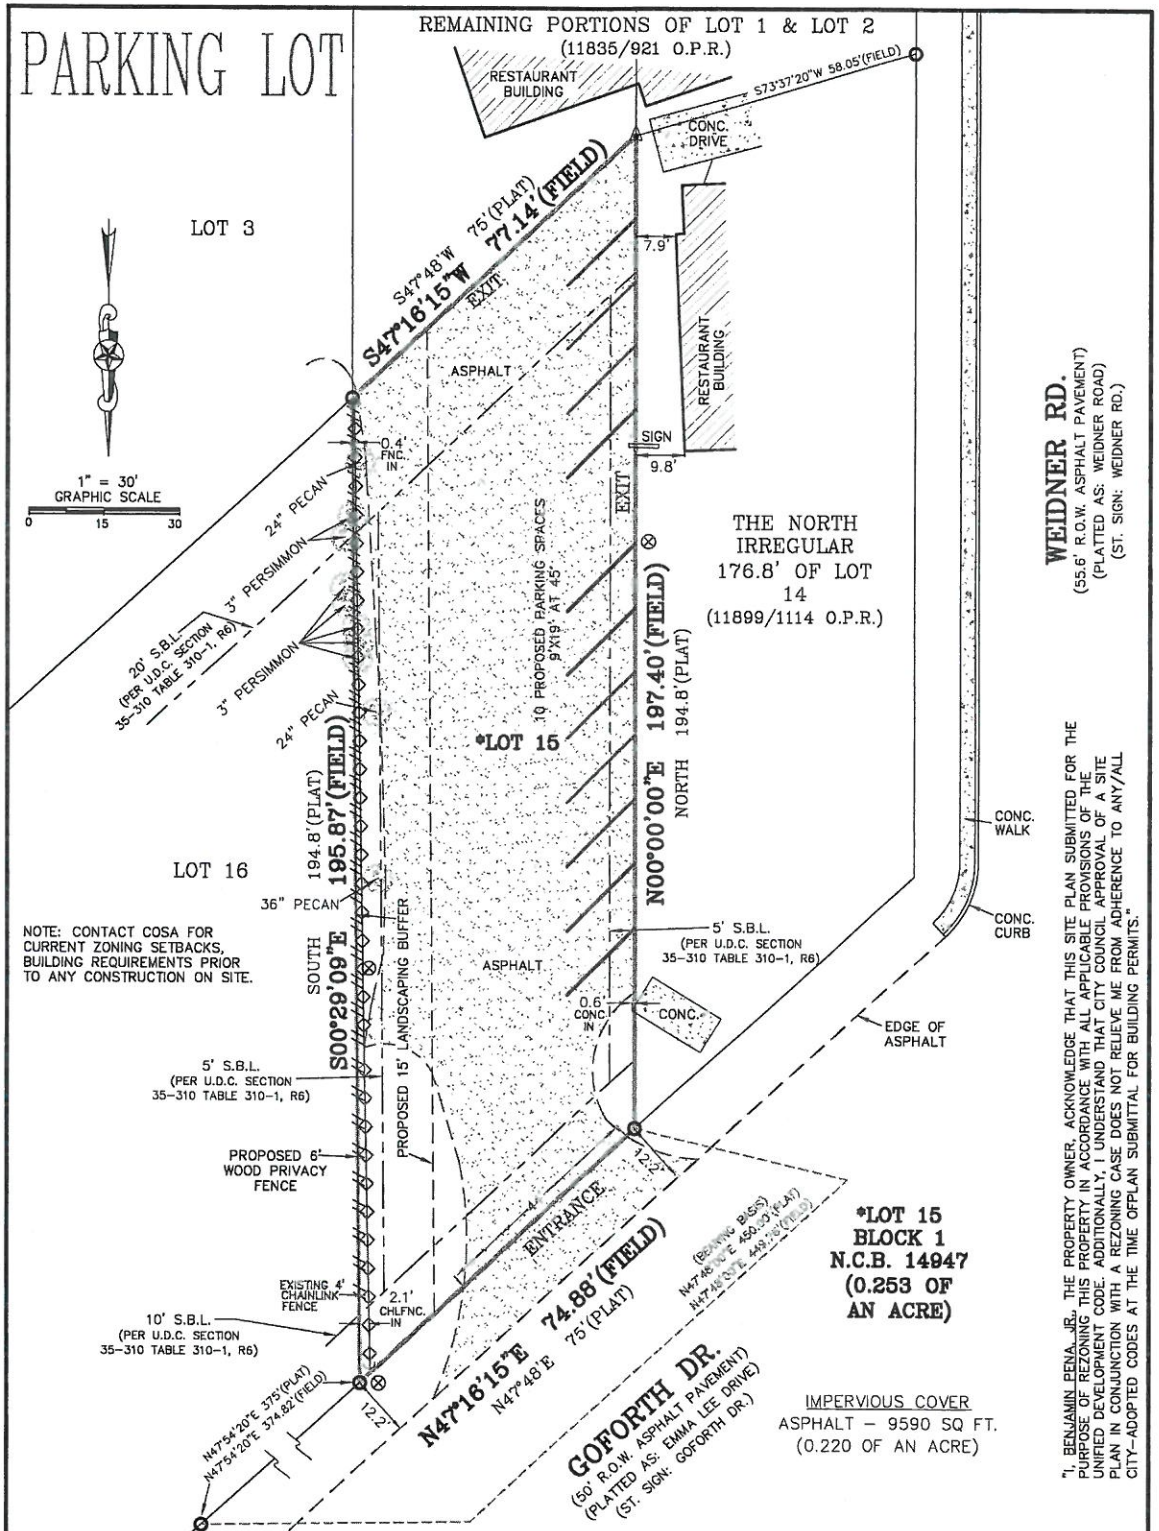 PARKING LOT
REMAINING PORTIONS OF LOT 1 & LOT 2
(11835/921 O.P.R.)
RESTAURANT
BUILDING
S73°37'20"W 58.05'(FIELD)
CONC.
DRIVE
LOT 3
S47°48'W 75'(PLAT)
S47°16'15"W 77.14'(FIELD)
EXIT
7.9'
ASPHALT
RESTAURANT
BUILDING
SIGN
9.8'
EXIT
0.4'
FNC.
IN
1" = 30'
GRAPHIC SCALE
0 15 30
24" PECAN
3" PERSIMMON
20' S.B.L.
(PER U.D.C. SECTION
35-310 TABLE 310-1, R6)
3" PERSIMMON
24" PECAN
10 PROPOSED PARKING SPACES
9'X19' AT 45°
THE NORTH
IRREGULAR
176.8' OF LOT
14
(11899/1114 O.P.R.)
WEIDNER RD.
(55.6' R.O.W. ASPHALT PAVEMENT)
(PLATTED AS: WEIDNER ROAD)
(ST. SIGN: WEIDNER RD.)
*LOT 15
N00°00'00"E 197.40'(FIELD)
NORTH 194.8'(PLAT)
SOUTH 194.8'(PLAT)
S00°29'09"E 195.87'(FIELD)
LOT 16
36" PECAN
CONC.
WALK
CONC.
CURB
NOTE: CONTACT COSA FOR
CURRENT ZONING SETBACKS,
BUILDING REQUIREMENTS PRIOR
TO ANY CONSTRUCTION ON SITE.
PROPOSED 15' LANDSCAPING BUFFER
ASPHALT
5' S.B.L.
(PER U.D.C. SECTION
35-310 TABLE 310-1, R6)
0.6'
CONC.
IN
CONC.
EDGE OF
ASPHALT
5' S.B.L.
(PER U.D.C. SECTION
35-310 TABLE 310-1, R6)
PROPOSED 6'
WOOD PRIVACY
FENCE
12.2'
ENTRANCE
(BEARING BASIS)
N47°48'00"E 450.00'(PLAT)
N47°48'00"E 449.76'(FIELD)
*LOT 15
BLOCK 1
N.C.B. 14947
(0.253 OF
AN ACRE)
EXISTING 4'
CHAINLINK
FENCE
2.1'
CHLFNC.
IN
10' S.B.L.
(PER U.D.C. SECTION
35-310 TABLE 310-1, R6)
N47°16'15"E 74.88'(FIELD)
N47°48'E 75'(PLAT)
N47°54'20"E 375'(PLAT)
N47°54'20"E 374.82'(FIELD)
12.2'
GOFORTH DR.
(50' R.O.W. ASPHALT PAVEMENT)
(PLATTED AS: EMMA LEE DRIVE)
(ST. SIGN: GOFORTH DR.)
IMPERVIOUS COVER
ASPHALT – 9590 SQ FT.
(0.220 OF AN ACRE)
"I, BENJAMIN PENA, JR., THE PROPERTY OWNER, ACKNOWLEDGE THAT THIS SITE PLAN SUBMITTED FOR THE
PURPOSE OF REZONING THIS PROPERTY IN ACCORDANCE WITH ALL APPLICABLE PROVISIONS OF THE
UNIFIED DEVELOPMENT CODE. ADDITIONALLY, I UNDERSTAND THAT CITY COUNCIL APPROVAL OF A SITE
PLAN IN CONJUNCTION WITH A REZONING CASE DOES NOT RELIEVE ME FROM ADHERENCE TO ANY/ALL
CITY-ADOPTED CODES AT THE TIME OFPLAN SUBMITTAL FOR BUILDING PERMITS."